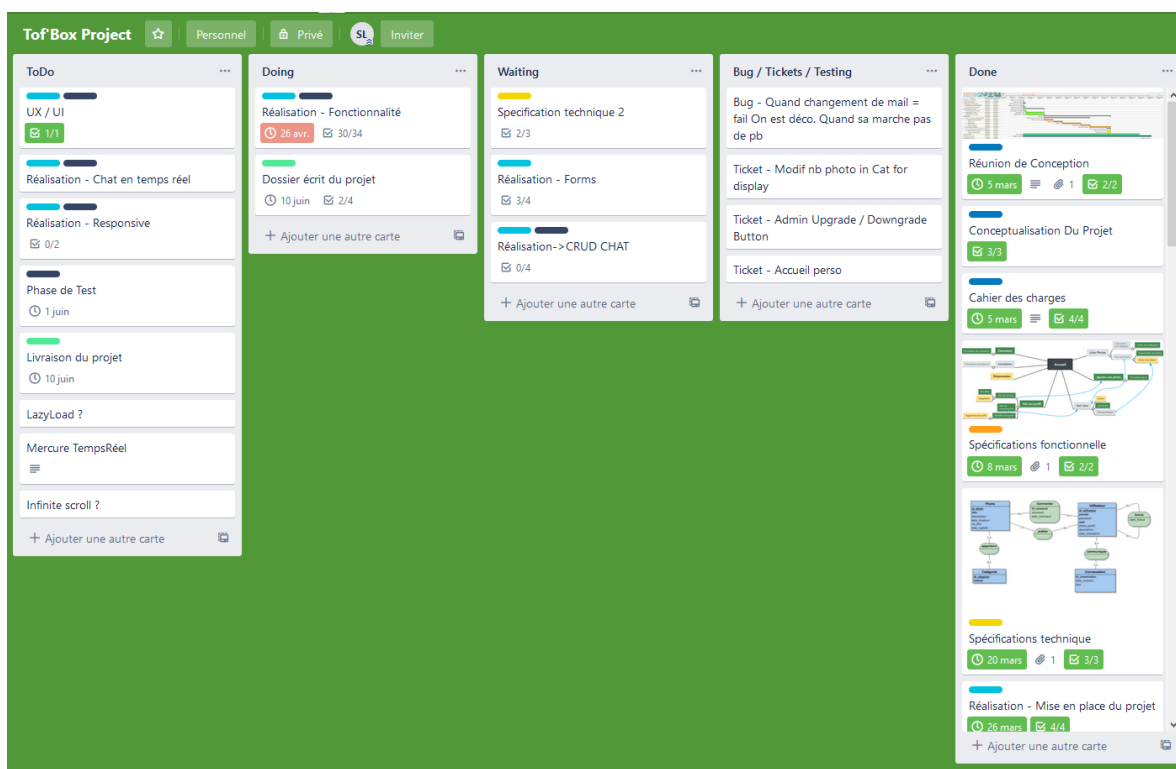 Tof'Box Project
Personnel
Privé
SL
Inviter
ToDo
UX / UI
1/1
Réalisation - Chat en temps réel
Réalisation - Responsive
0/2
Phase de Test
1 juin
Livraison du projet
10 juin
LazyLoad ?
Mercure TempsRéel
Infinite scroll ?
+ Ajouter une autre carte
Doing
Réalisation - Fonctionnalité
26 avr. 30/34
Dossier écrit du projet
10 juin 2/4
+ Ajouter une autre carte
Waiting
Specification technique 2
2/3
Réalisation - Forms
3/4
Réalisation->CRUD CHAT
0/4
+ Ajouter une autre carte
Bug / Tickets / Testing
Bug - Quand changement de mail =
fail On est déco. Quand sa marche pas
de pb
Ticket - Modif nb photo in Cat for
display
Ticket - Admin Upgrade / Downgrade
Button
Ticket - Accueil perso
+ Ajouter une autre carte
Done
Réunion de Conception
5 mars 1 2/2
Conceptualisation Du Projet
3/3
Cahier des charges
5 mars 4/4
Accueil
Spécifications fonctionnelle
8 mars 1 2/2
Photo
Utilisateur
Catégorie
Conversation
Spécifications technique
20 mars 1 3/3
Réalisation - Mise en place du projet
26 mars 4/4
+ Ajouter une autre carte